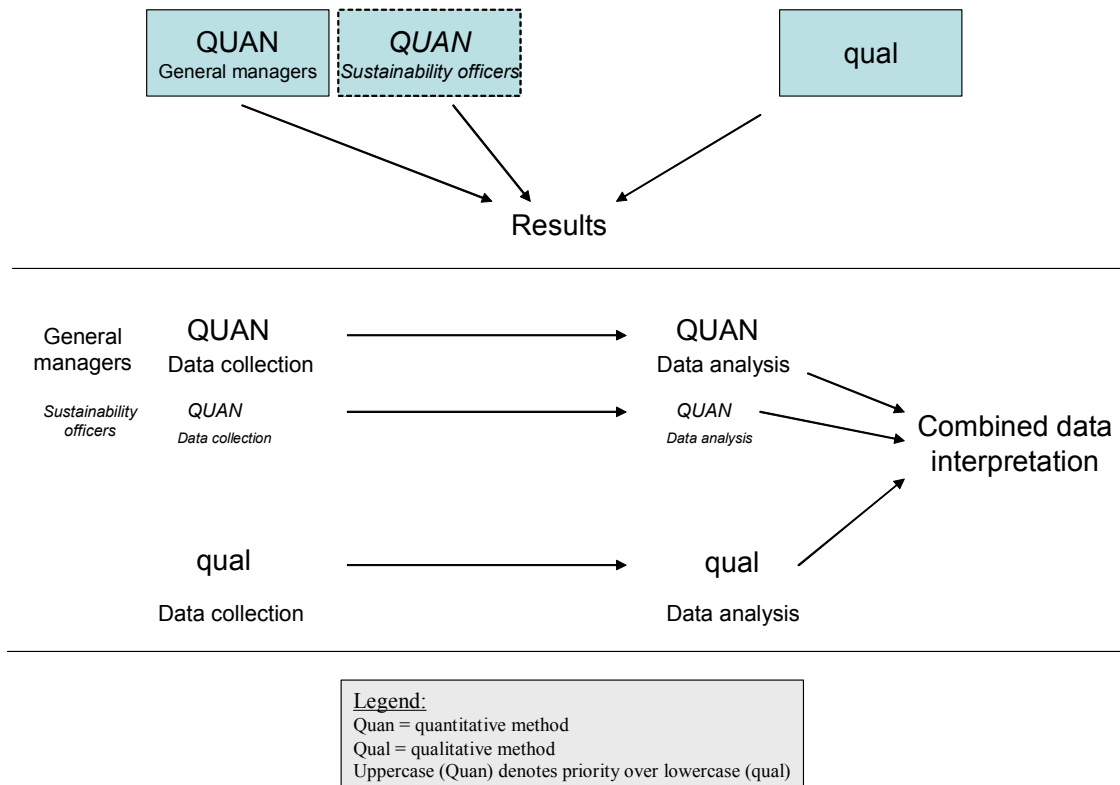 QUAN
General managers
QUAN
Sustainability officers
qual
Results
General
managers
QUAN
Data collection
QUAN
Data analysis
Sustainability
officers
QUAN
Data collection
QUAN
Data analysis
Combined data
interpretation
qual
Data collection
qual
Data analysis
Legend:
Quan = quantitative method
Qual = qualitative method
Uppercase (Quan) denotes priority over lowercase (qual)